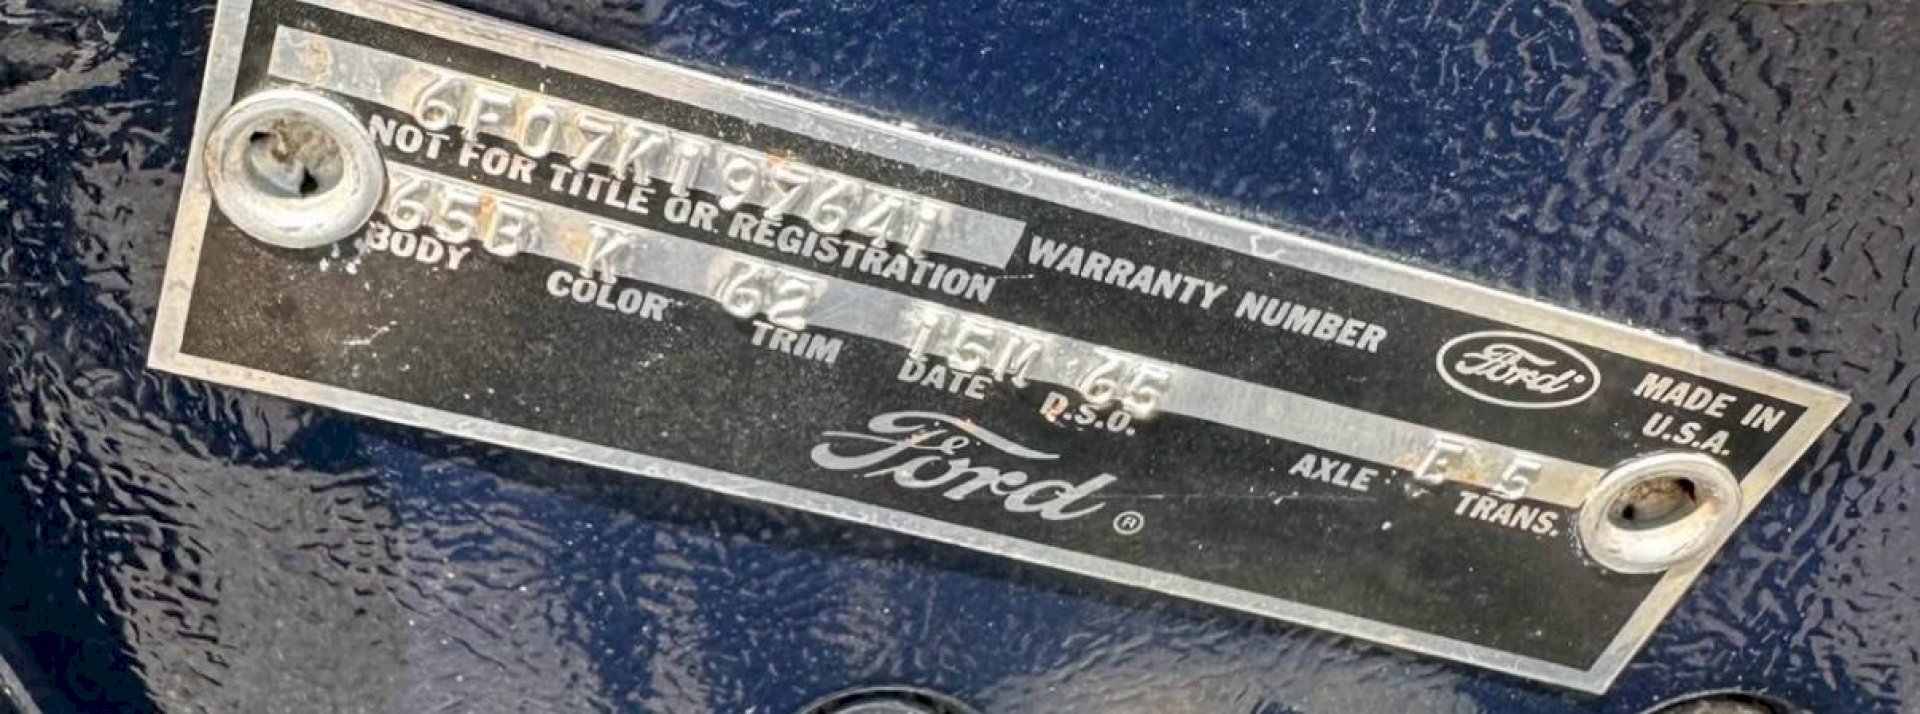 6F07K197641 WARRANTY NUMBER
NOT FOR TITLE OR REGISTRATION
Ford MADE IN
U.S.A.
65B K 62 15M 65 E 5
BODY COLOR TRIM DATE D.S.O. AXLE TRANS.
Ford ®